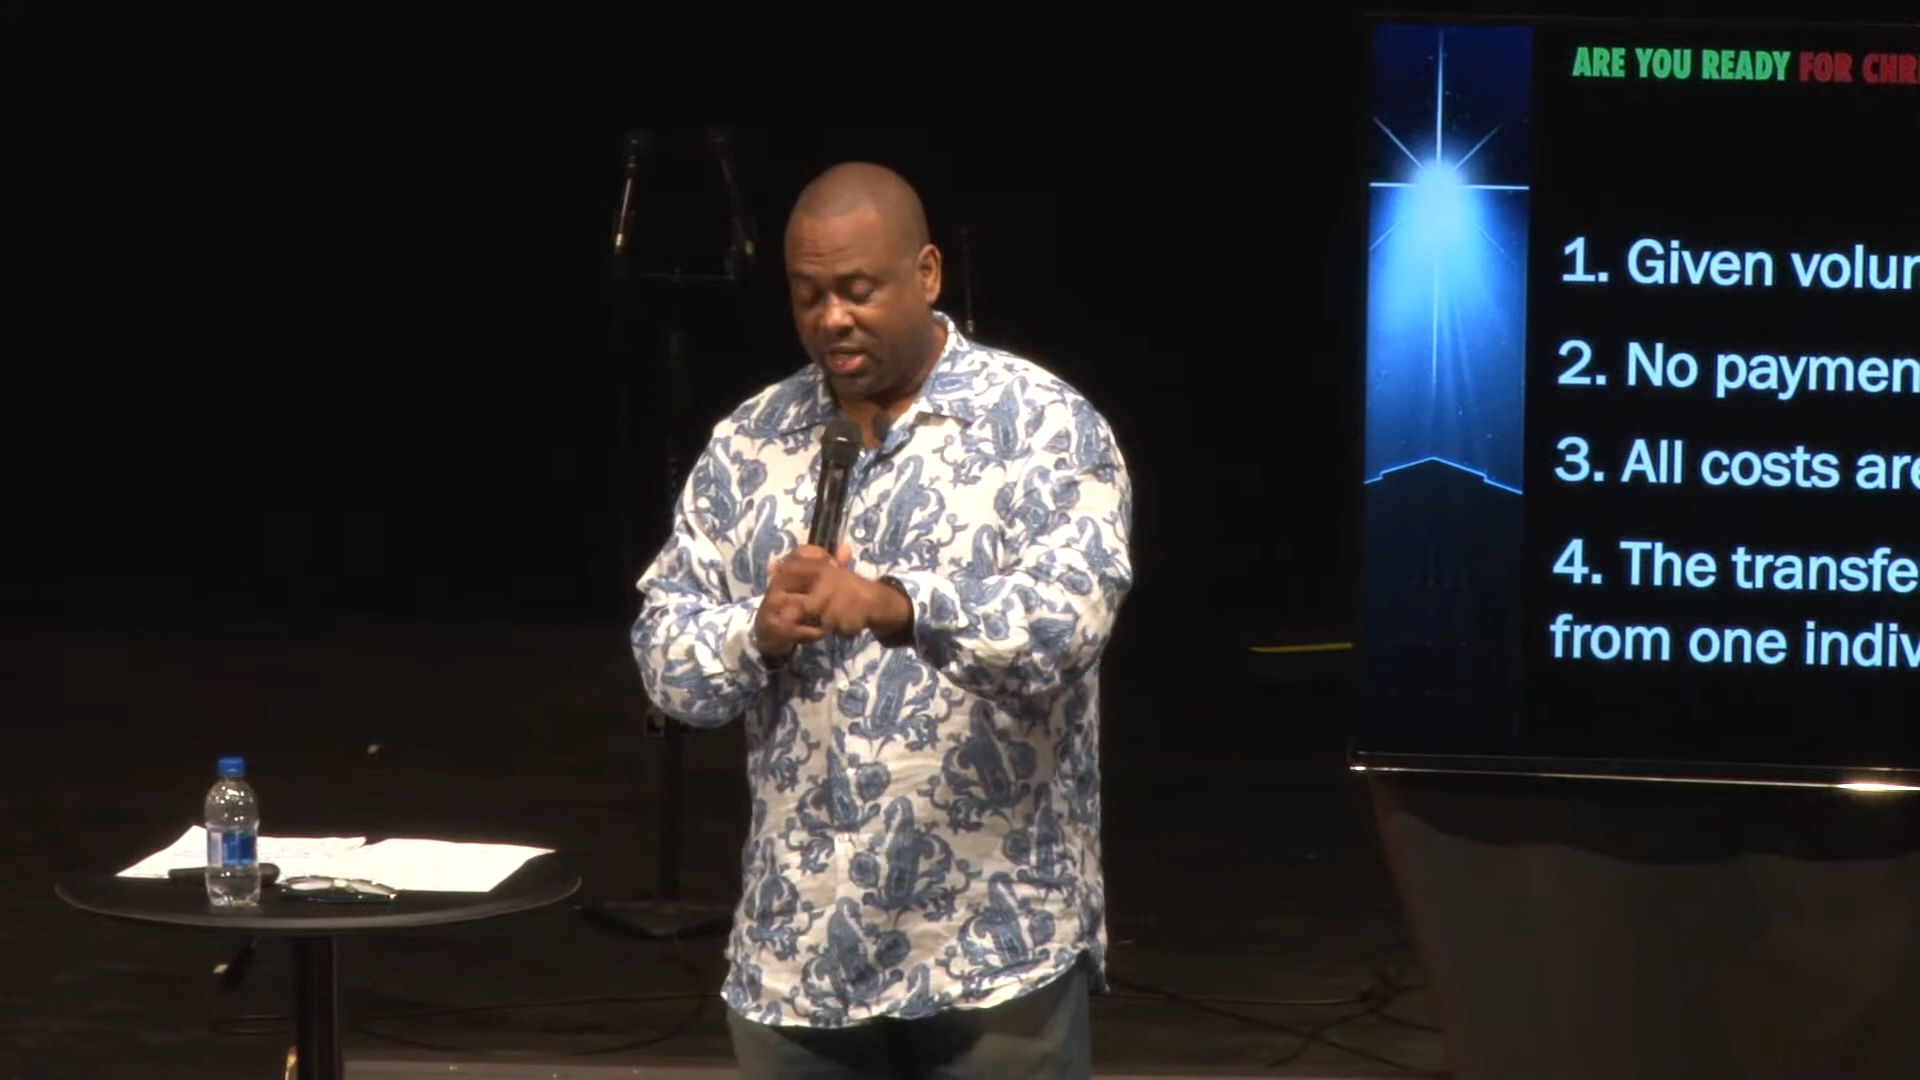 ARE YOU READY FOR CHR
1. Given volun
2. No paymen
3. All costs are
4. The transfe
from one indiv